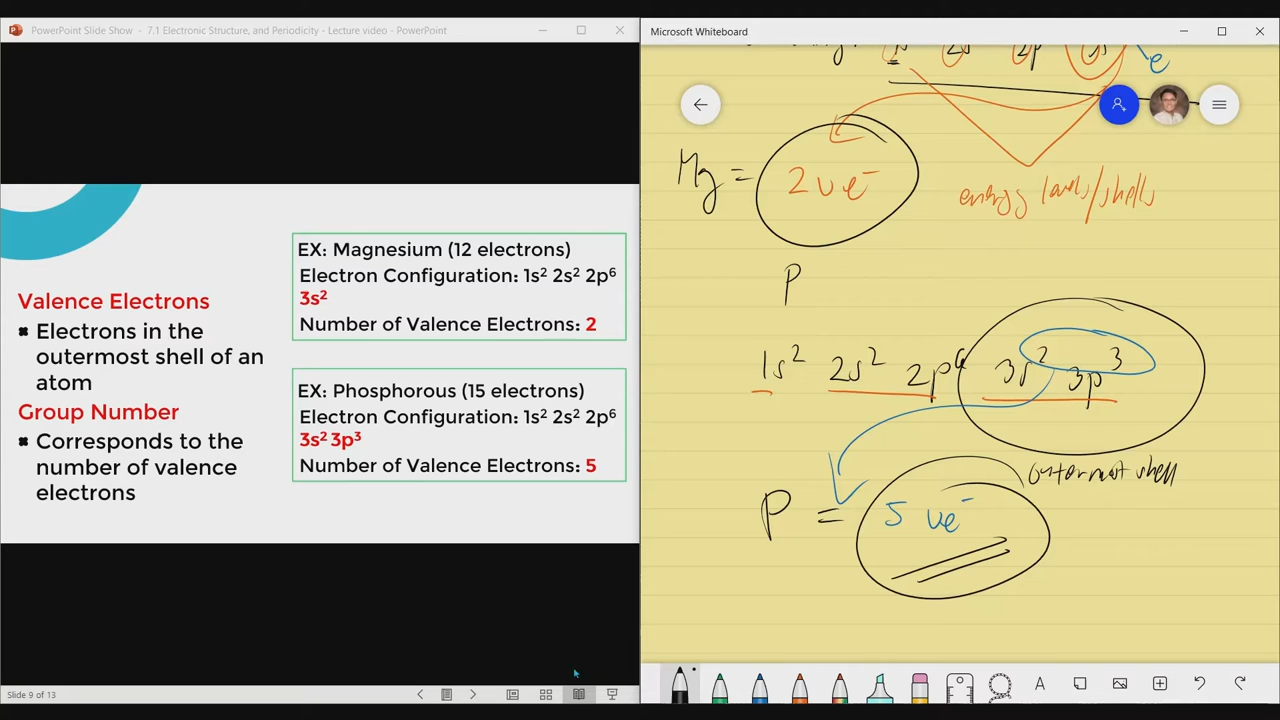 PowerPoint Slide Show - 7.1 Electronic Structure, and Periodicity - Lecture video - PowerPoint
Valence Electrons
Electrons in the
outermost shell of an
atom
Group Number
Corresponds to the
number of valence
electrons
EX: Magnesium (12 electrons)
Electron Configuration: 1s² 2s² 2p⁶
3s²
Number of Valence Electrons: 2
EX: Phosphorous (15 electrons)
Electron Configuration: 1s² 2s² 2p⁶
3s² 3p³
Number of Valence Electrons: 5
Slide 9 of 13
Microsoft Whiteboard
2s 2p 3s
e
Mg = 2 ve⁻
energy levels/shells
P
1s² 2s² 2p⁶ 3s² 3p³
outermost shell
P = 5 ve⁻
A